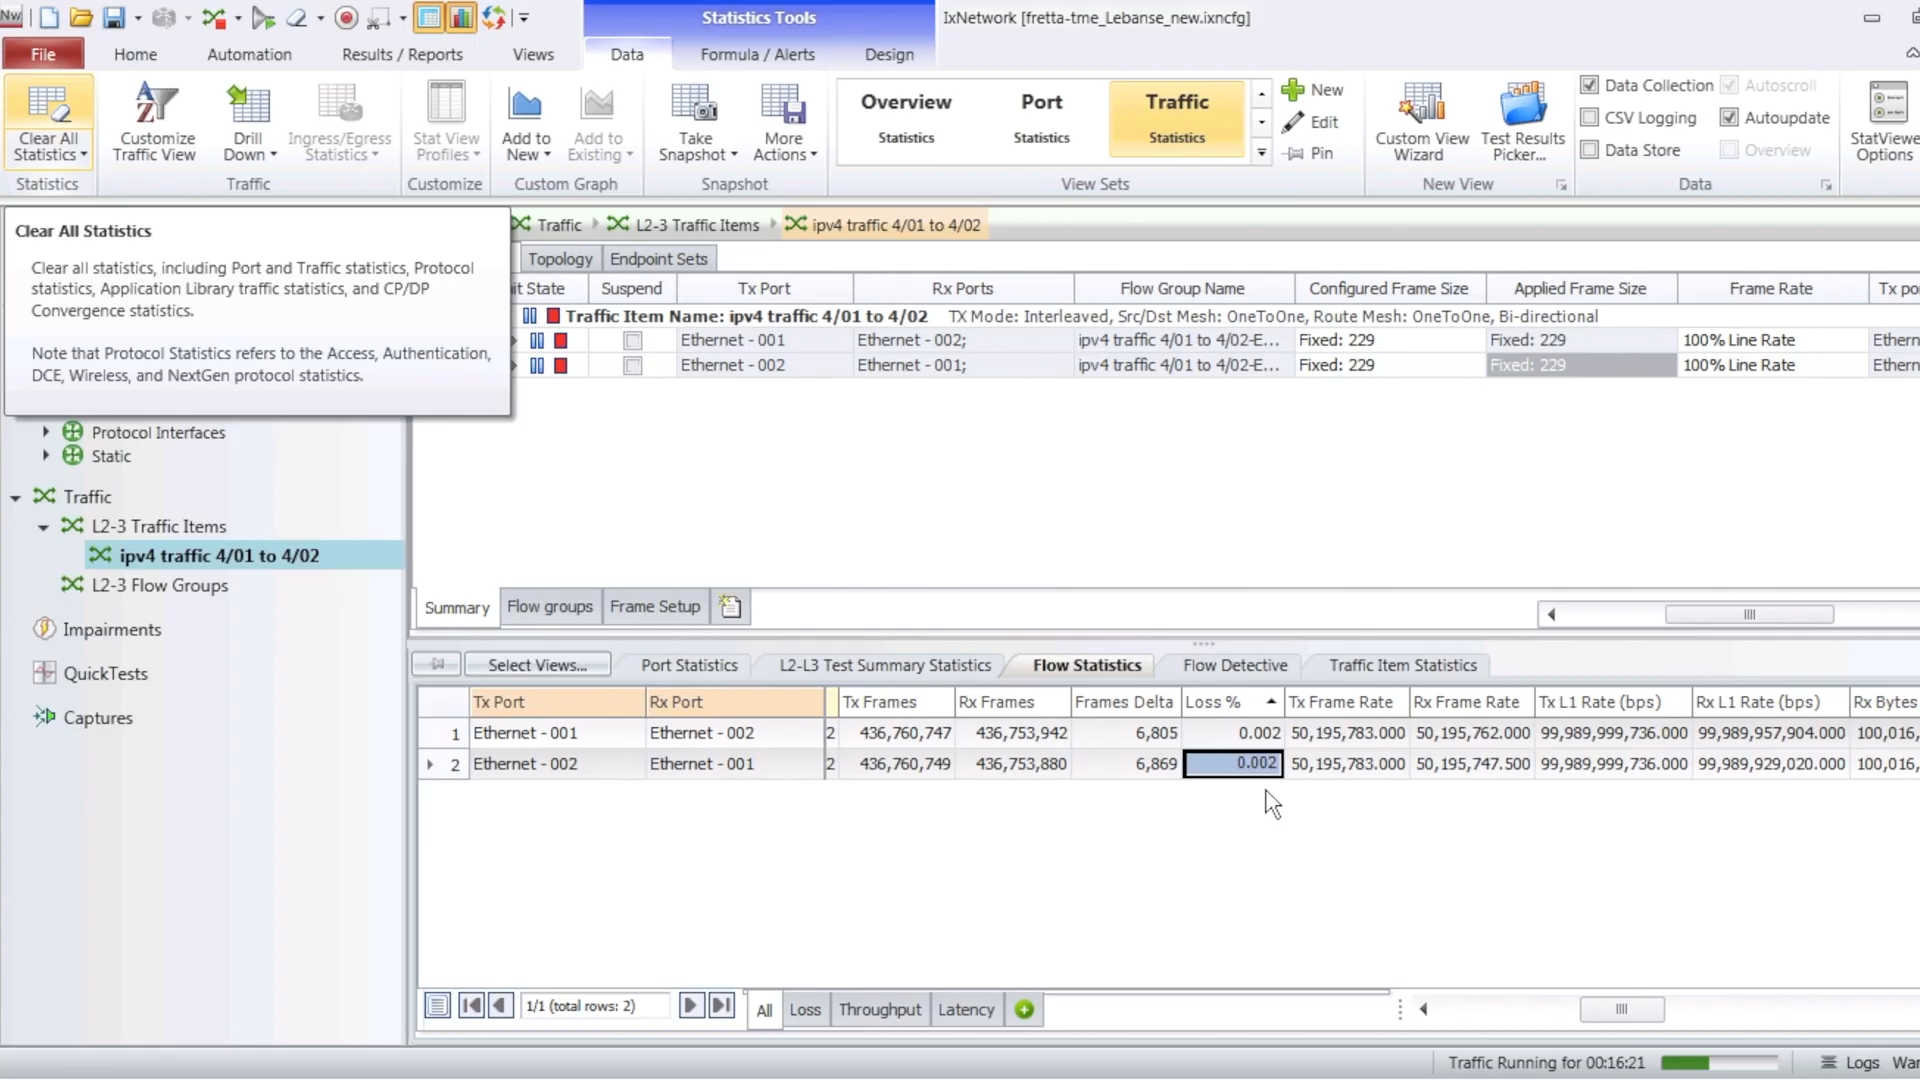 Nw
Statistics Tools
IxNetwork [fretta-tme_Lebanse_new.ixncfg]
File
Home
Automation
Results / Reports
Views
Data
Formula / Alerts
Design
Clear All
Statistics
Statistics
Customize
Traffic View
Drill
Down
Ingress/Egress
Statistics
Traffic
Stat View
Profiles
Customize
Add to
New
Add to
Existing
Custom Graph
Take
Snapshot
More
Actions
Snapshot
Overview
Statistics
Port
Statistics
Traffic
Statistics
View Sets
New
Edit
Pin
Custom View
Wizard
Test Results
Picker...
New View
Data Collection
Autoscroll
CSV Logging
Autoupdate
Data Store
Overview
Data
StatViewe
Options
Clear All Statistics
Clear all statistics, including Port and Traffic statistics, Protocol
statistics, Application Library traffic statistics, and CP/DP
Convergence statistics.
Note that Protocol Statistics refers to the Access, Authentication,
DCE, Wireless, and NextGen protocol statistics.
Traffic
L2-3 Traffic Items
ipv4 traffic 4/01 to 4/02
Topology
Endpoint Sets
it State Suspend Tx Port Rx Ports Flow Group Name Configured Frame Size Applied Frame Size Frame Rate Tx po
Traffic Item Name: ipv4 traffic 4/01 to 4/02 TX Mode: Interleaved, Src/Dst Mesh: OneToOne, Route Mesh: OneToOne, Bi-directional
Ethernet - 001 Ethernet - 002; ipv4 traffic 4/01 to 4/02-E... Fixed: 229 Fixed: 229 100% Line Rate Ethern
Ethernet - 002 Ethernet - 001; ipv4 traffic 4/01 to 4/02-E... Fixed: 229 Fixed: 229 100% Line Rate Ethern
Protocol Interfaces
Static
Traffic
L2-3 Traffic Items
ipv4 traffic 4/01 to 4/02
L2-3 Flow Groups
Impairments
QuickTests
Captures
Summary
Flow groups
Frame Setup
Select Views...
Port Statistics
L2-L3 Test Summary Statistics
Flow Statistics
Flow Detective
Traffic Item Statistics
Tx Port Rx Port Tx Frames Rx Frames Frames Delta Loss % Tx Frame Rate Rx Frame Rate Tx L1 Rate (bps) Rx L1 Rate (bps) Rx Bytes
1 Ethernet - 001 Ethernet - 002 2 436,760,747 436,753,942 6,805 0.002 50,195,783.000 50,195,762.000 99,989,999,736.000 99,989,957,904.000 100,016,
2 Ethernet - 002 Ethernet - 001 2 436,760,749 436,753,880 6,869 0.002 50,195,783.000 50,195,747.500 99,989,999,736.000 99,989,929,020.000 100,016,
1/1 (total rows: 2)
All
Loss
Throughput
Latency
Traffic Running for 00:16:21
Logs
War